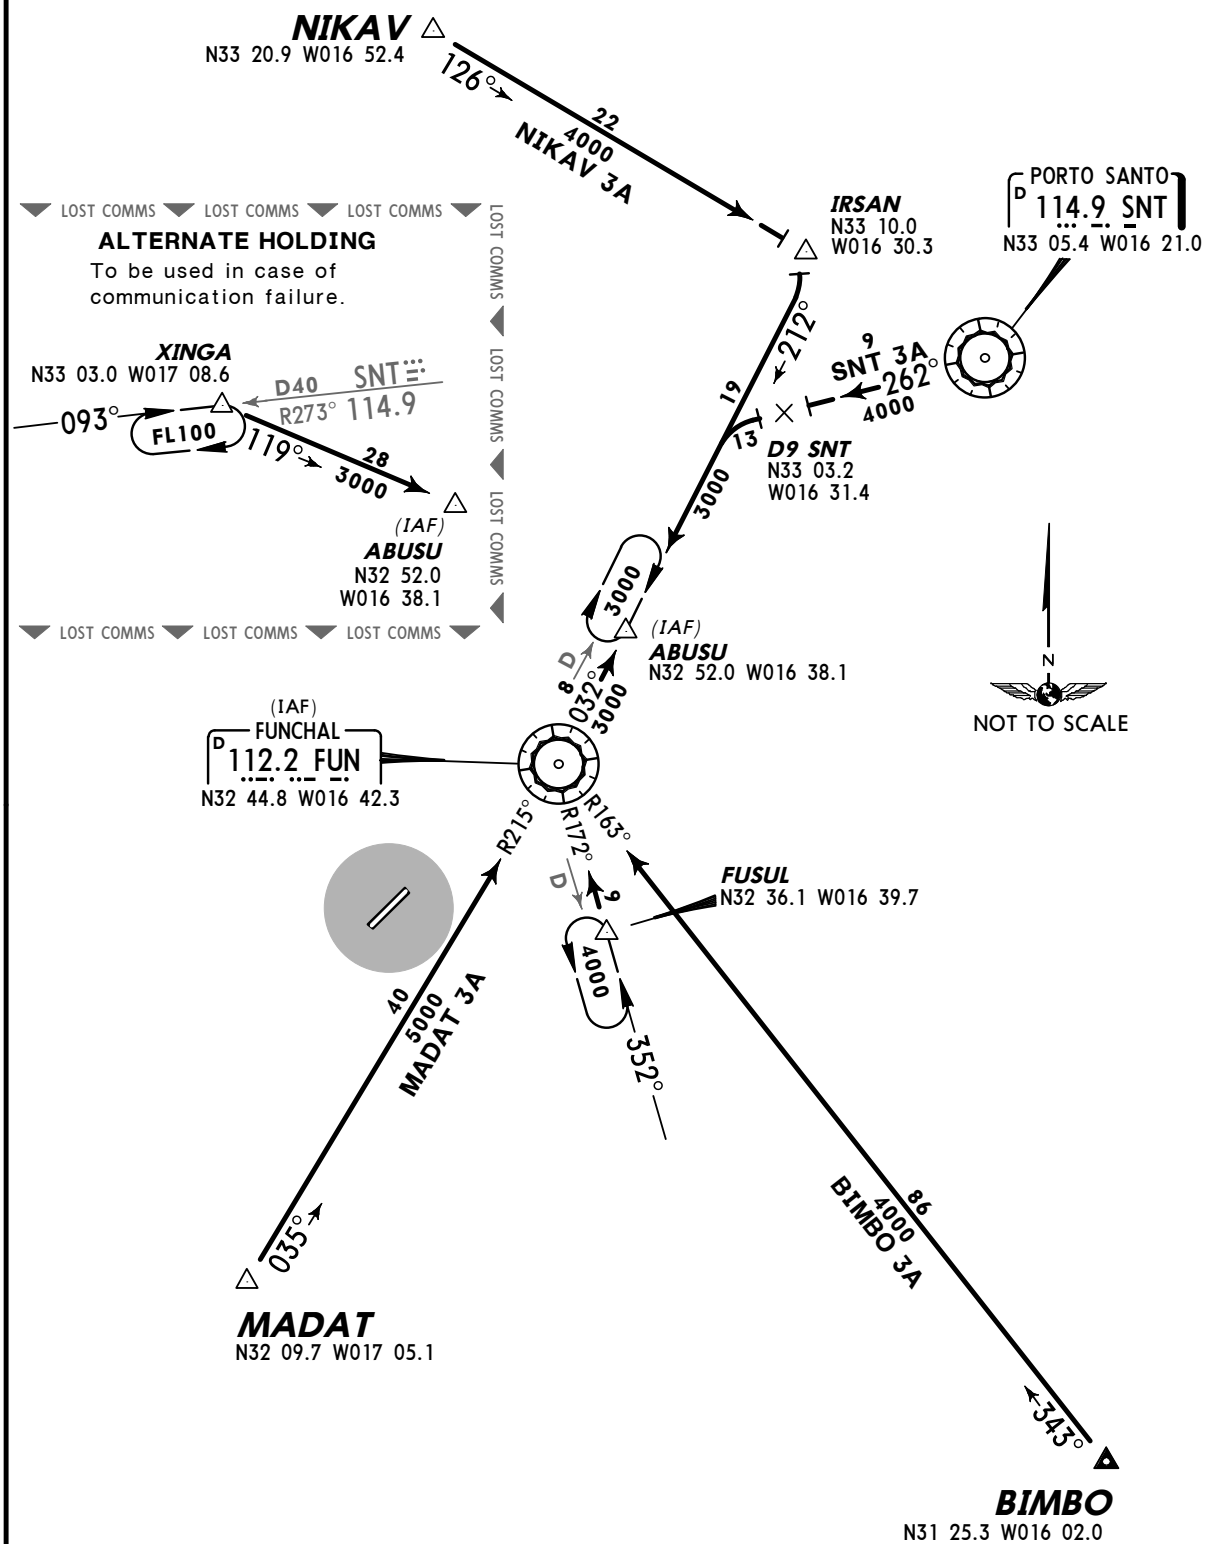 NIKAV
N33 20.9 W016 52.4
126°
22
4000
NIKAV 3A
IRSAN
N33 10.0
W016 30.3
PORTO SANTO
D 114.9 SNT
N33 05.4 W016 21.0
LOST COMMS LOST COMMS LOST COMMS
LOST COMMS
LOST COMMS
LOST COMMS
ALTERNATE HOLDING
To be used in case of
communication failure.
XINGA
N33 03.0 W017 08.6
D40 SNT
R273° 114.9
093°
FL100
119°
28
3000
(IAF)
ABUSU
N32 52.0
W016 38.1
LOST COMMS LOST COMMS LOST COMMS
212°
19
9
SNT 3A
262°
4000
13
D9 SNT
N33 03.2
W016 31.4
3000
3000
(IAF)
ABUSU
N32 52.0 W016 38.1
D
8
032°
3000
N
NOT TO SCALE
(IAF)
FUNCHAL
D 112.2 FUN
N32 44.8 W016 42.3
R215°
R172°
R163°
D
9
FUSUL
N32 36.1 W016 39.7
4000
352°
40
5000
MADAT 3A
035°
MADAT
N32 09.7 W017 05.1
86
4000
BIMBO 3A
343°
BIMBO
N31 25.3 W016 02.0